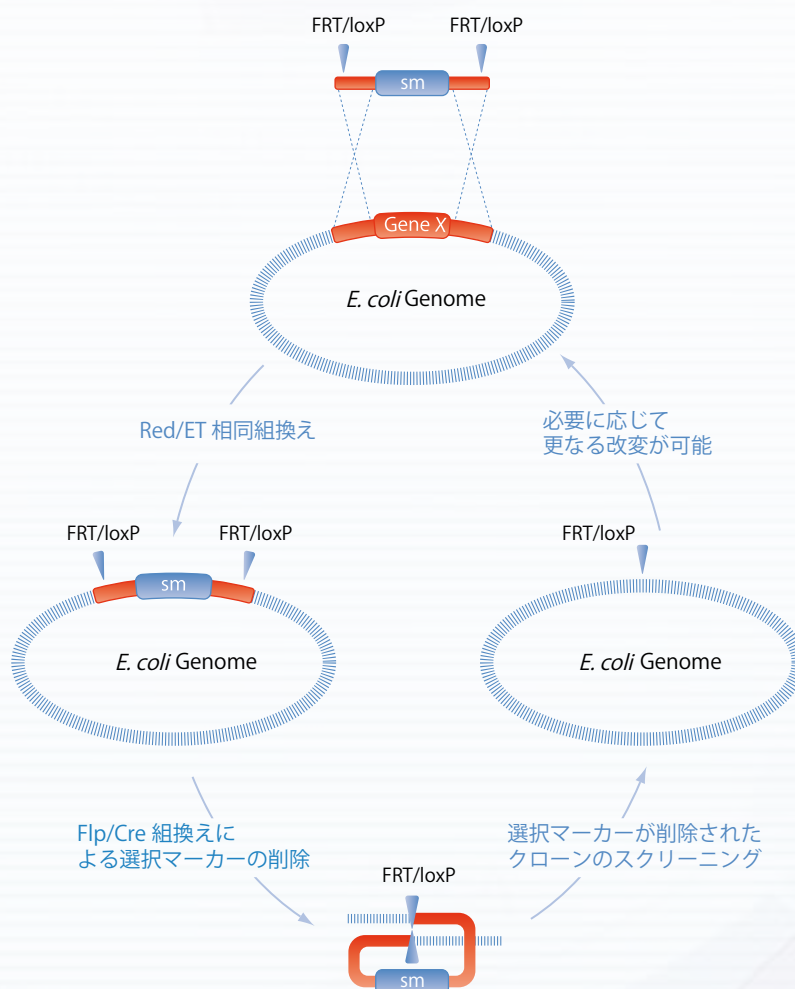 FRT/loxP FRT/loxP
sm
Gene X
E. coli Genome
Red/ET 相同組換え
必要に応じて
更なる改変が可能
FRT/loxP FRT/loxP
sm
E. coli Genome
FRT/loxP
E. coli Genome
Flp/Cre 組換えに
よる選択マーカーの削除
選択マーカーが削除された
クローンのスクリーニング
FRT/loxP
sm